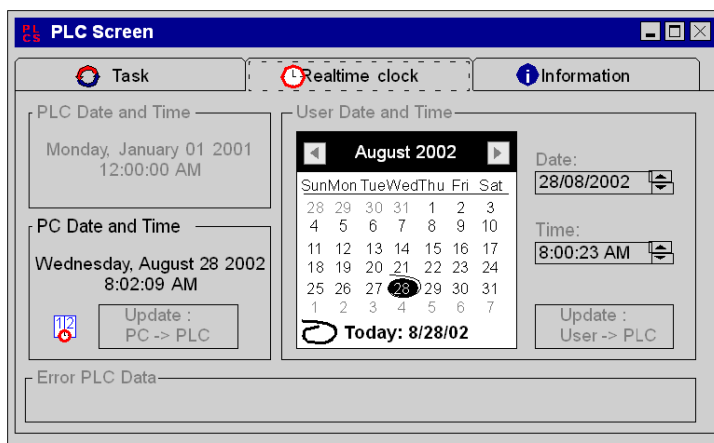 PLCS PLC Screen
Task
Realtime clock
i Information
PLC Date and Time
Monday, January 01 2001
12:00:00 AM
PC Date and Time
Wednesday, August 28 2002
8:02:09 AM
12
Update :
PC -> PLC
User Date and Time
August 2002
Sun Mon Tue Wed Thu Fri Sat
28 29 30 31 1 2 3
4 5 6 7 8 9 10
11 12 13 14 15 16 17
18 19 20 21 22 23 24
25 26 27 28 29 30 31
1 2 3 4 5 6 7
Today: 8/28/02
Date:
28/08/2002
Time:
8:00:23 AM
Update :
User -> PLC
Error PLC Data